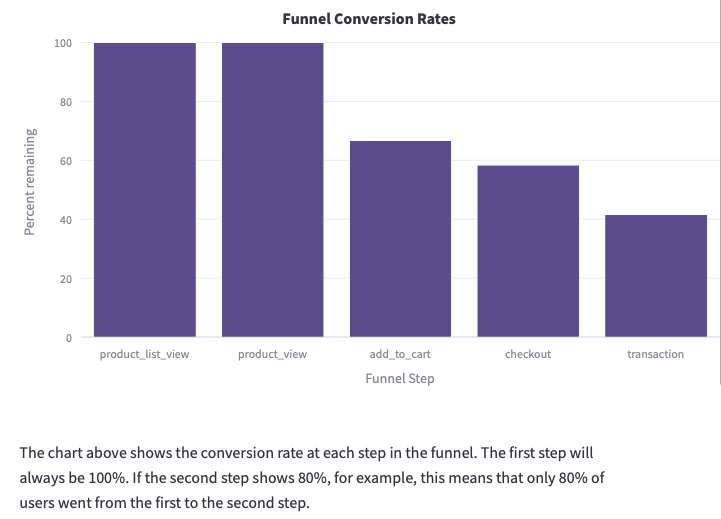 Funnel Conversion Rates
100
80
60
40
20
0
Percent remaining
product_list_view product_view add_to_cart checkout transaction
Funnel Step
The chart above shows the conversion rate at each step in the funnel. The first step will
always be 100%. If the second step shows 80%, for example, this means that only 80% of
users went from the first to the second step.